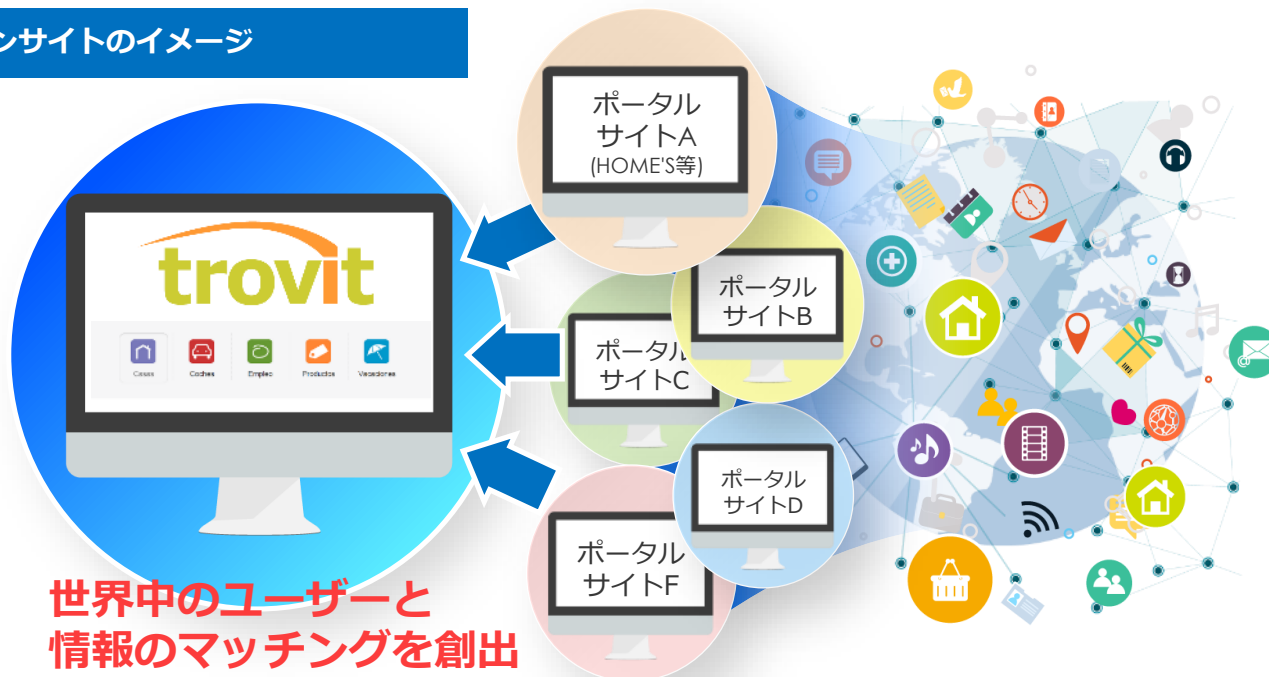 ンサイトのイメージ
trovit
Casas
Coches
Empleo
Productos
Vacaciones
ポータル
サイトA
(HOME'S等)
ポータル
サイトB
ポータル
サイトC
ポータル
サイトD
ポータル
サイトF
世界中のユーザーと
情報のマッチングを創出